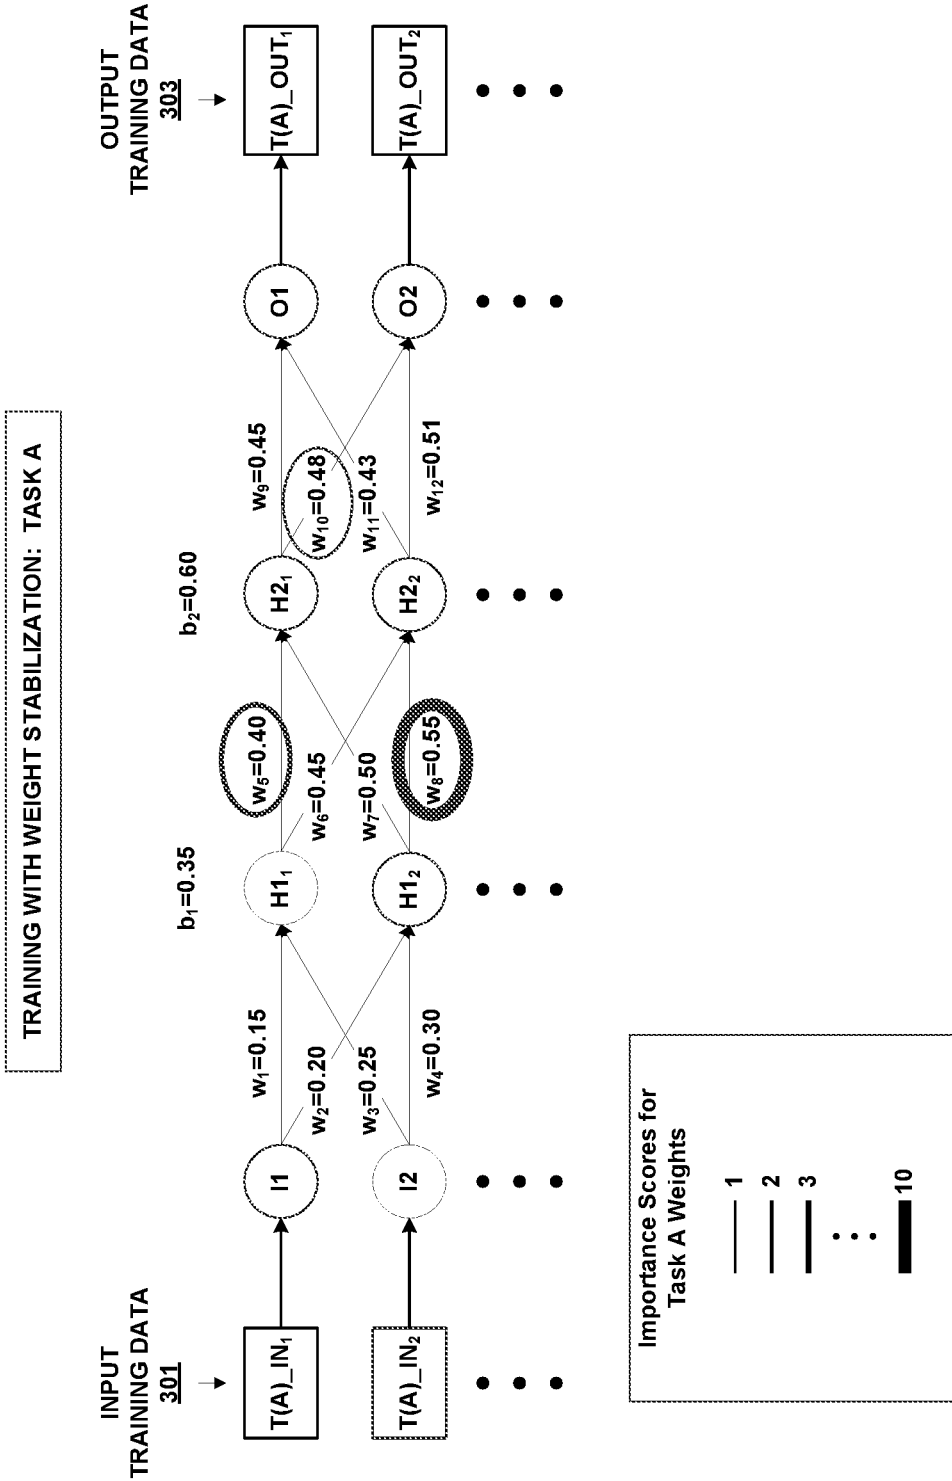 TRAINING WITH WEIGHT STABILIZATION: TASK A
INPUT
TRAINING DATA
301
OUTPUT
TRAINING DATA
303
b1=0.35
b2=0.60
T(A)_IN1
I1
w1=0.15
w2=0.20
H11
w5=0.40
w6=0.45
H21
w9=0.45
w10=0.48
O1
T(A)_OUT1
T(A)_IN2
I2
w3=0.25
w4=0.30
H12
w7=0.50
w8=0.55
H22
w11=0.43
w12=0.51
O2
T(A)_OUT2
Importance Scores for
Task A Weights
1
2
3
10